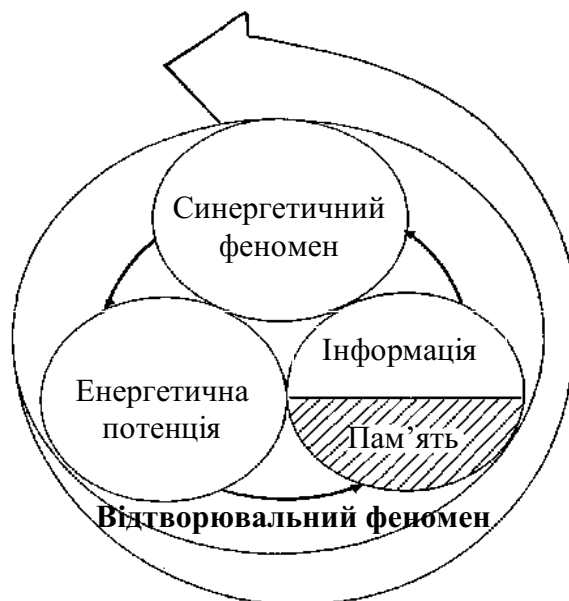 Синергетичний
феномен
Інформація
Енергетична
потенція
Пам’ять
Відтворювальний феномен